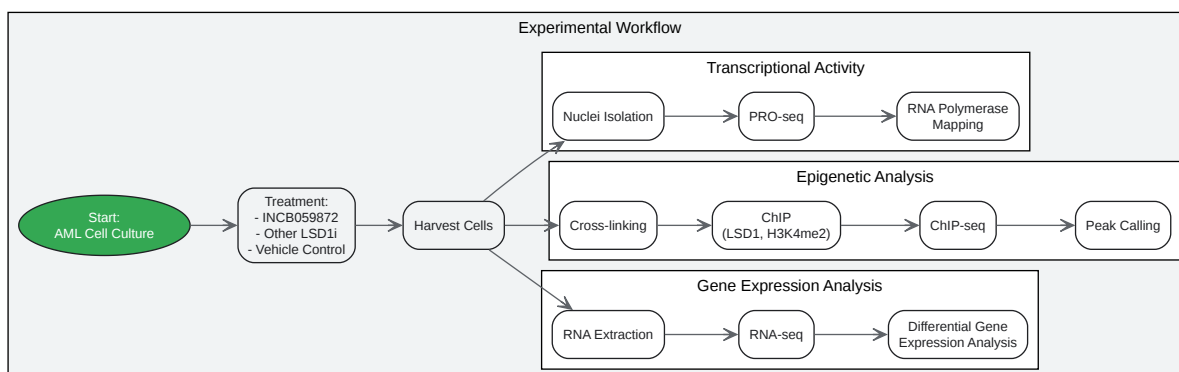 Experimental Workflow
Transcriptional Activity
Nuclei Isolation
PRO-seq
RNA Polymerase
Mapping
Epigenetic Analysis
Start:
AML Cell Culture
Treatment:
- INCB059872
- Other LSD1i
- Vehicle Control
Harvest Cells
Cross-linking
ChIP
(LSD1, H3K4me2)
ChIP-seq
Peak Calling
Gene Expression Analysis
RNA Extraction
RNA-seq
Differential Gene
Expression Analysis